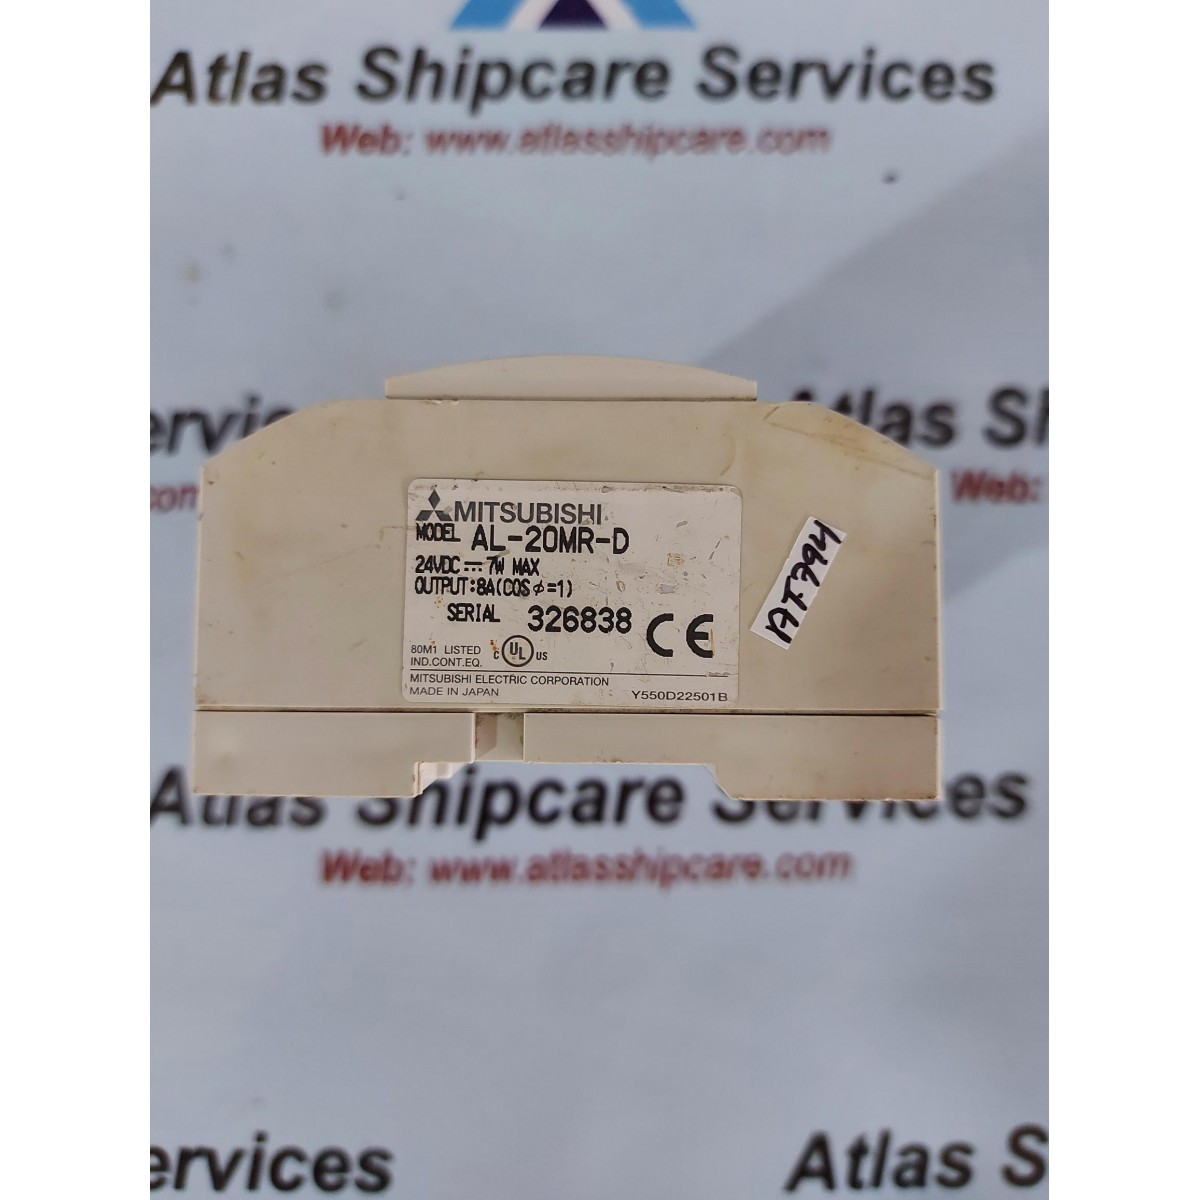 Atlas Shipcare Services
Web: www.atlasshipcare.com
ervices
Atlas Sh
com
Web:
MITSUBISHI
MODEL AL-20MR-D
24VDC 7W MAX
OUTPUT:8A(COS φ=1)
SERIAL 326838
CE
80M1 LISTED
IND.CONT.EQ.
C UL US
MITSUBISHI ELECTRIC CORPORATION
MADE IN JAPAN
Y550D22501B
AT794
Atlas Shipcare Services
Web: www.atlasshipcare.com
ervices
Atlas S